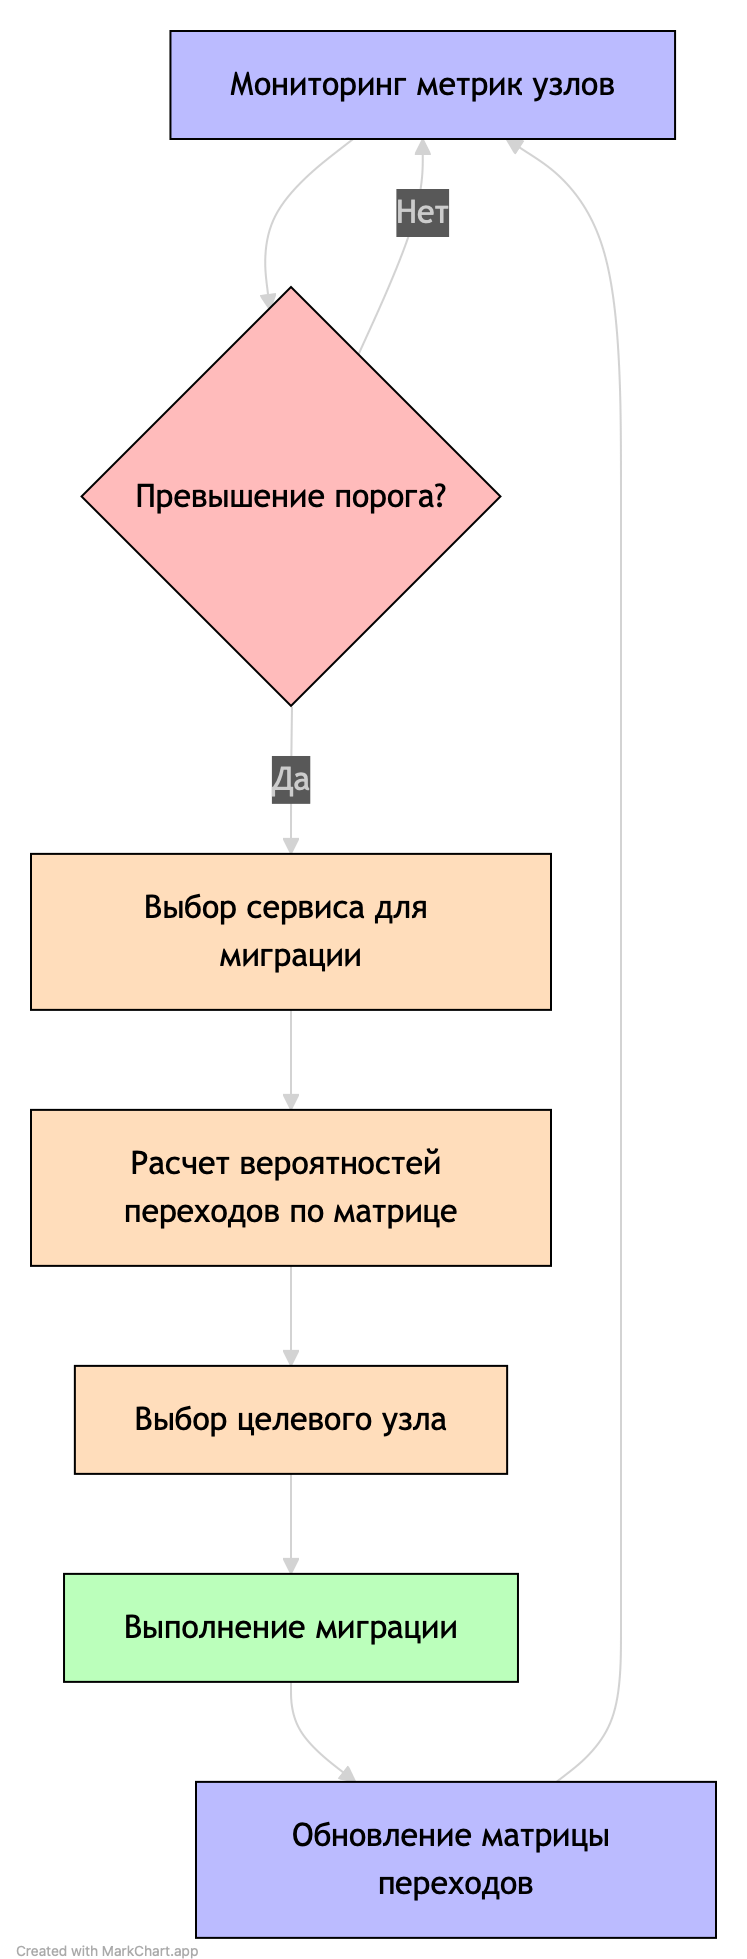 Мониторинг метрик узлов
Нет
Превышение порога?
Да
Выбор сервиса для
миграции
Расчет вероятностей
переходов по матрице
Выбор целевого узла
Выполнение миграции
Обновление матрицы
переходов
Created with MarkChart.app